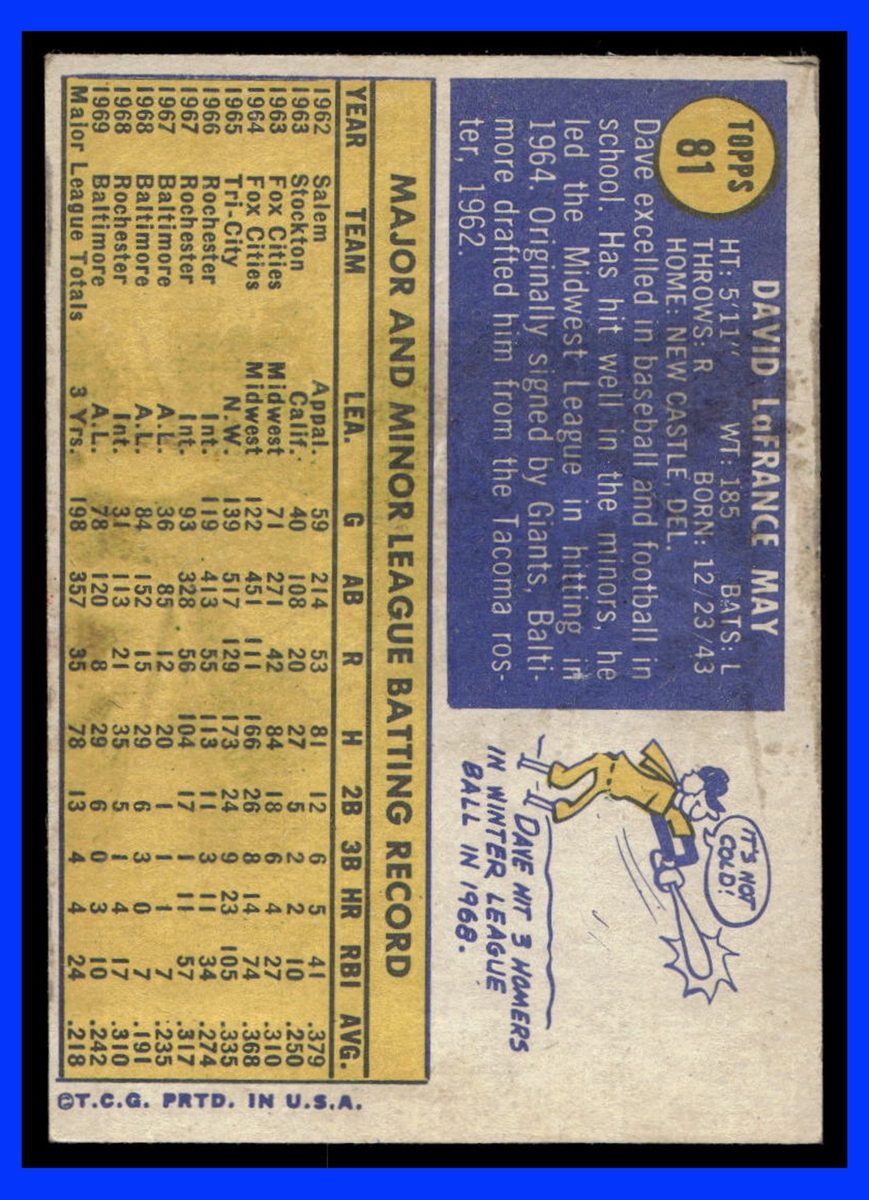 TOPPS
81
DAVID LaFRANCE MAY
HT: 5'11" WT: 185 BATS: L
THROWS: R BORN: 12/23/43
HOME: NEW CASTLE, DEL.
Dave excelled in baseball and football in
school. Has hit well in the minors, he
led the Midwest League in hitting in
1964. Originally signed by Giants, Balti-
more drafted him from the Tacoma ros-
ter, 1962.
IT'S NOT
COLD!
DAVE HIT 3 HOMERS
IN WINTER LEAGUE
BALL IN 1968.
MAJOR AND MINOR LEAGUE BATTING RECORD
YEAR TEAM LEA. G AB R H 2B 3B HR RBI AVG.
1962 Salem Appal. 59 214 53 81 12 6 5 41 .379
1963 Stockton Calif. 40 108 20 27 5 2 2 10 .250
1963 Fox Cities Midwest 71 271 42 84 18 6 4 27 .310
1964 Fox Cities Midwest 122 451 111 166 26 8 14 74 .368
1965 Tri-City N.W. 139 517 129 173 24 9 23 105 .335
1966 Rochester Int. 119 413 55 113 11 3 11 34 .274
1967 Rochester Int. 93 328 56 104 17 1 11 57 .317
1967 Baltimore A.L. 36 85 12 20 1 1 1 7 .235
1968 Baltimore A.L. 84 152 15 29 6 3 0 7 .191
1968 Rochester Int. 31 113 21 35 5 1 4 17 .310
1969 Baltimore A.L. 78 120 8 29 6 0 3 10 .242
Major League Totals 3 Yrs. 198 357 35 78 13 4 4 24 .218
©T.C.G. PRTD. IN U.S.A.